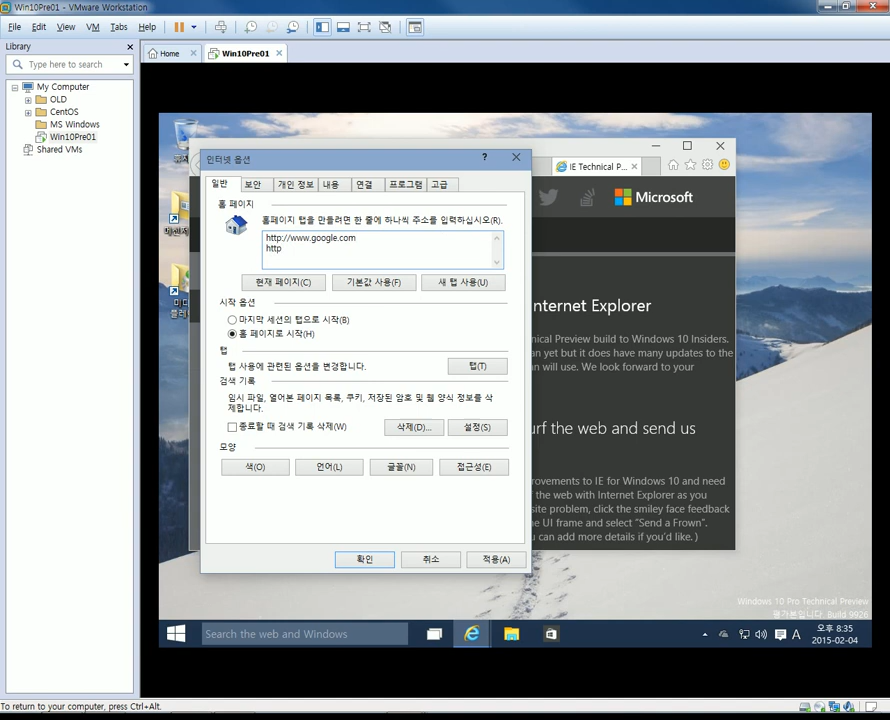 Win10Pre01 - VMware Workstation
File Edit View VM Tabs Help
Library
Type here to search
My Computer
OLD
CentOS
MS Windows
Win10Pre01
Shared VMs
Home
Win10Pre01
인터넷 옵션
일반 보안 개인 정보 내용 연결 프로그램 고급
홈 페이지
홈페이지 탭을 만들려면 한 줄에 하나씩 주소를 입력하십시오(R).
http://www.google.com
http
현재 페이지(C) 기본값 사용(F) 새 탭 사용(U)
시작 옵션
마지막 세션의 탭으로 시작(B)
홈 페이지로 시작(H)
탭
탭 사용에 관련된 옵션을 변경합니다. 탭(T)
검색 기록
임시 파일, 열어본 페이지 목록, 쿠키, 저장된 암호 및 웹 양식 정보를 삭
제합니다.
종료할 때 검색 기록 삭제(W) 삭제(D)... 설정(S)
모양
색(O) 언어(L) 글꼴(N) 접근성(E)
확인 취소 적용(A)
IE Technical P...
Microsoft
nternet Explorer
nical Preview build to Windows 10 Insiders.
an yet but it does have many updates to the
an will use. We look forward to your
urf the web and send us
rovements to IE for Windows 10 and need
the web with Internet Explorer as you
site problem, click the smiley face feedback
e UI frame and select "Send a Frown".
u can add more details if you'd like. )
Windows 10 Pro Technical Preview
평가본입니다. Build 9926
Search the web and Windows
A
오후 8:35
2015-02-04
To return to your computer, press Ctrl+Alt.